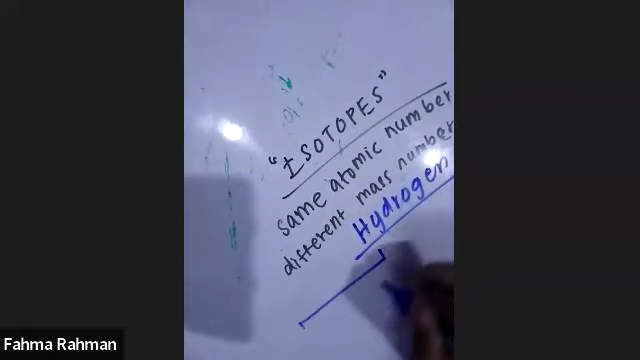 "ISOTOPES"
same atomic number
different mass number
Hydrogen
Fahma Rahman